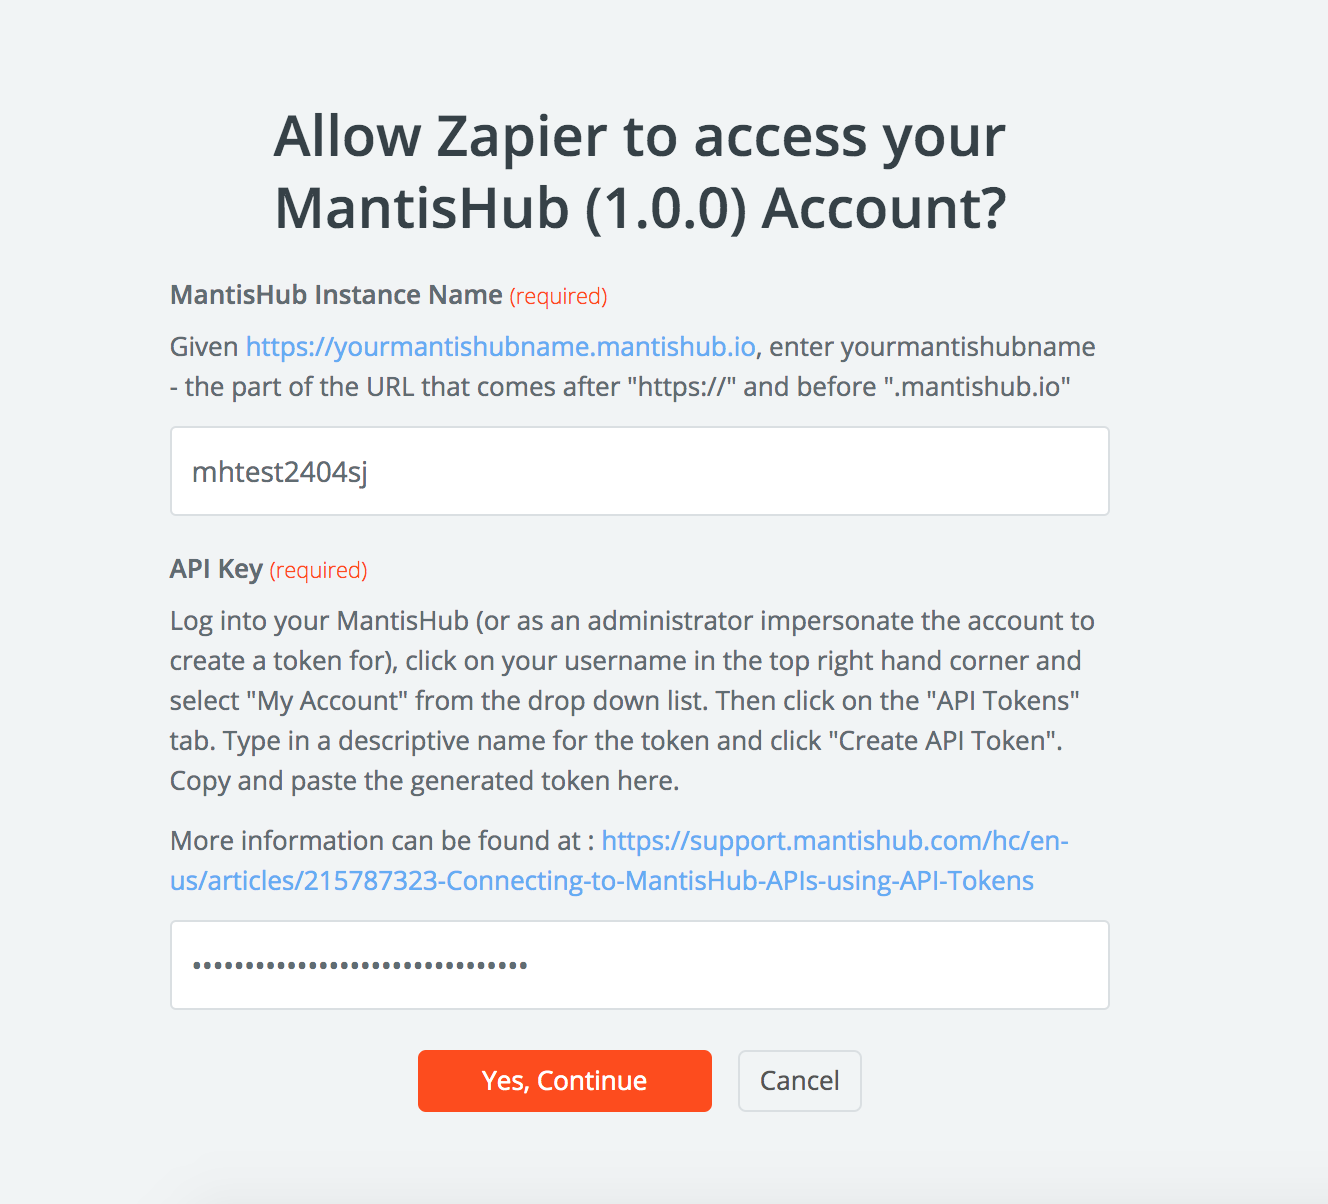 Allow Zapier to access your
MantisHub (1.0.0) Account?
MantisHub Instance Name (required)
Given https://yourmantishubname.mantishub.io, enter yourmantishubname
- the part of the URL that comes after "https://" and before ".mantishub.io"
mhtest2404sj
API Key (required)
Log into your MantisHub (or as an administrator impersonate the account to
create a token for), click on your username in the top right hand corner and
select "My Account" from the drop down list. Then click on the "API Tokens"
tab. Type in a descriptive name for the token and click "Create API Token".
Copy and paste the generated token here.
More information can be found at : https://support.mantishub.com/hc/en-
us/articles/215787323-Connecting-to-MantisHub-APIs-using-API-Tokens
••••••••••••••••••••••••••••••••
Yes, Continue
Cancel